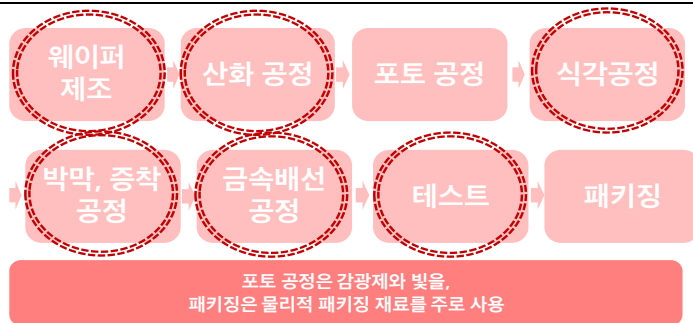 웨이퍼
제조
산화 공정
포토 공정
식각공정
박막, 증착
공정
금속배선
공정
테스트
패키징
포토 공정은 감광제와 빛을,
패키징은 물리적 패키징 재료를 주로 사용